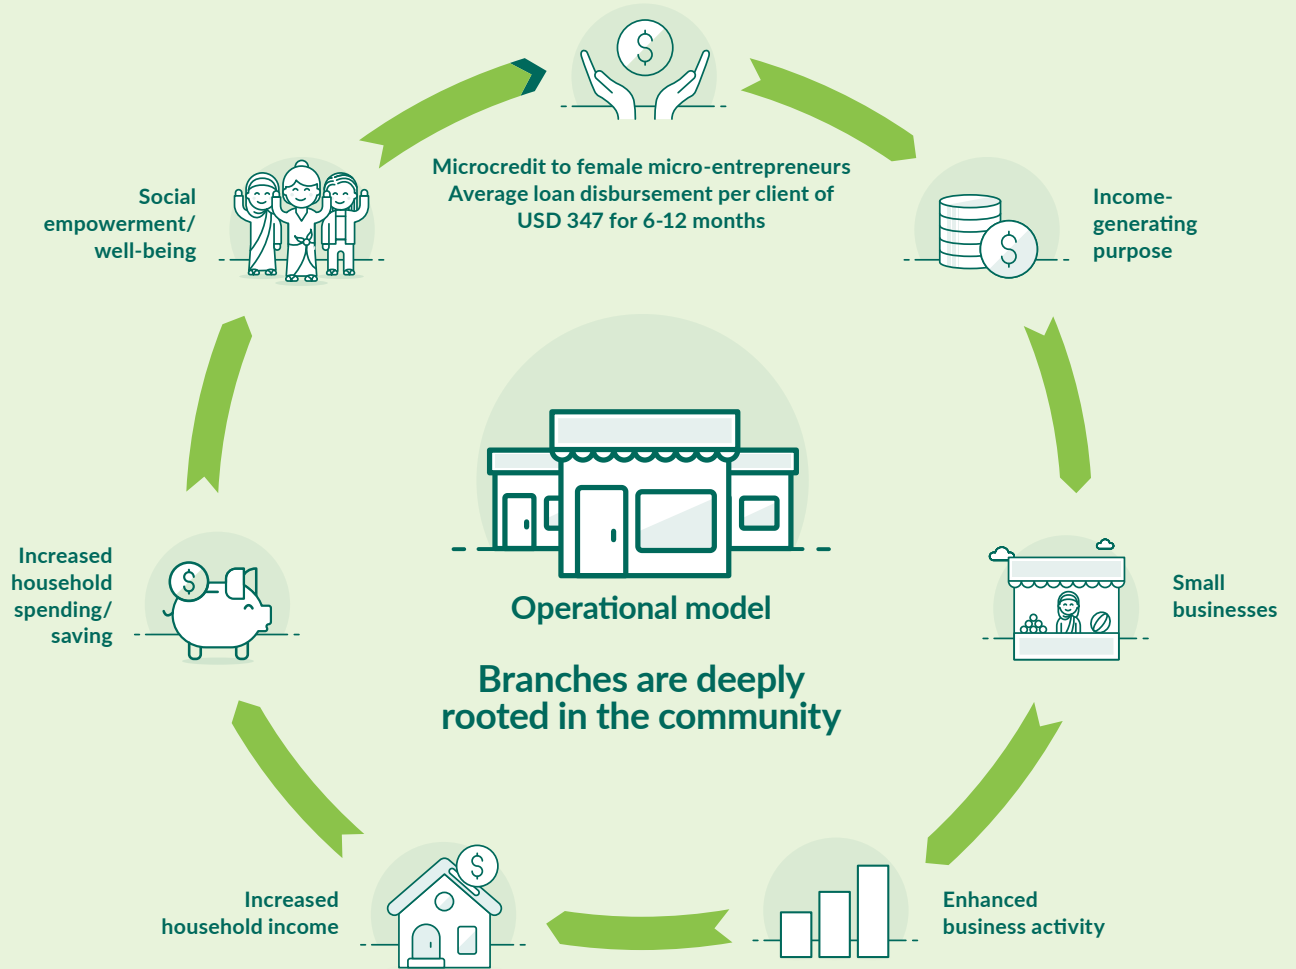 Microcredit to female micro-entrepreneurs
Average loan disbursement per client of
USD 347 for 6-12 months
Income-
generating
purpose
Small
businesses
Enhanced
business activity
Increased
household income
Increased
household
spending/
saving
Social
empowerment/
well-being
Operational model
Branches are deeply
rooted in the community
$
$
$
$